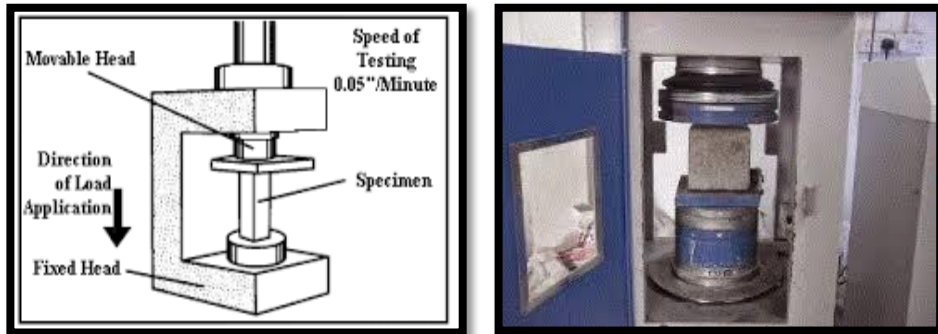 Movable Head
Speed of
Testing
0.05"/Minute
Direction
of Load
Application
Specimen
Fixed Head